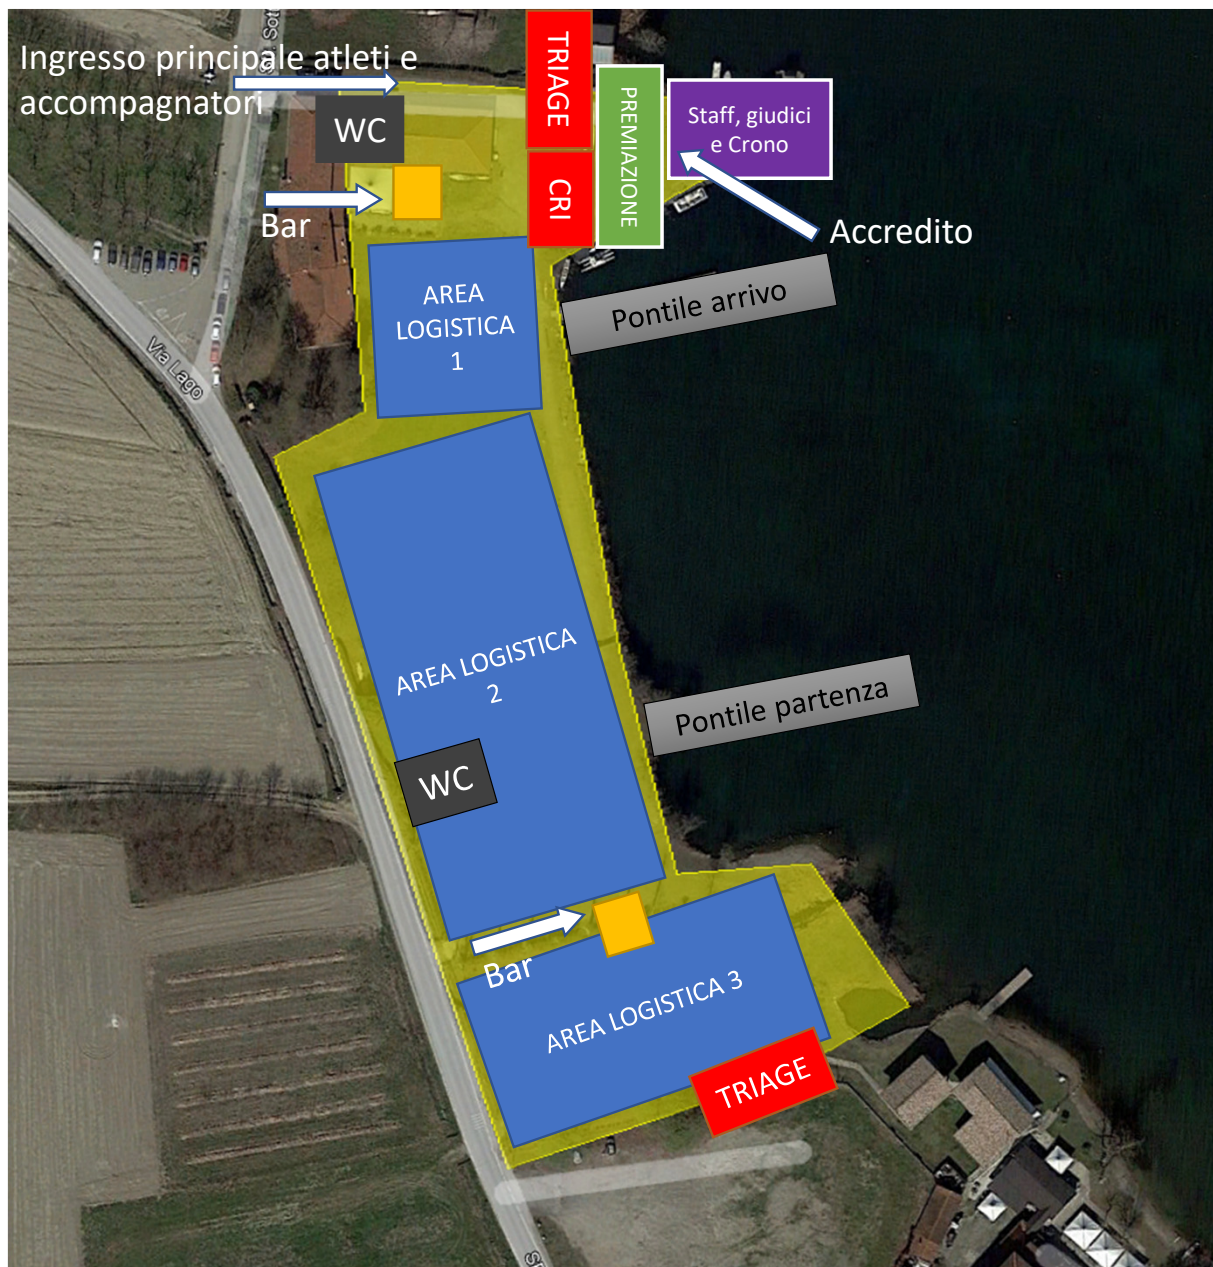 Ingresso principale atleti e
accompagnatori
G. Sott
TRIAGE
PREMIAZIONE
Staff, giudici
e Crono
WC
CRI
Bar
Accredito
AREA
LOGISTICA
1
Pontile arrivo
Via Lago
AREA LOGISTICA
2
Pontile partenza
WC
Bar
AREA LOGISTICA 3
TRIAGE